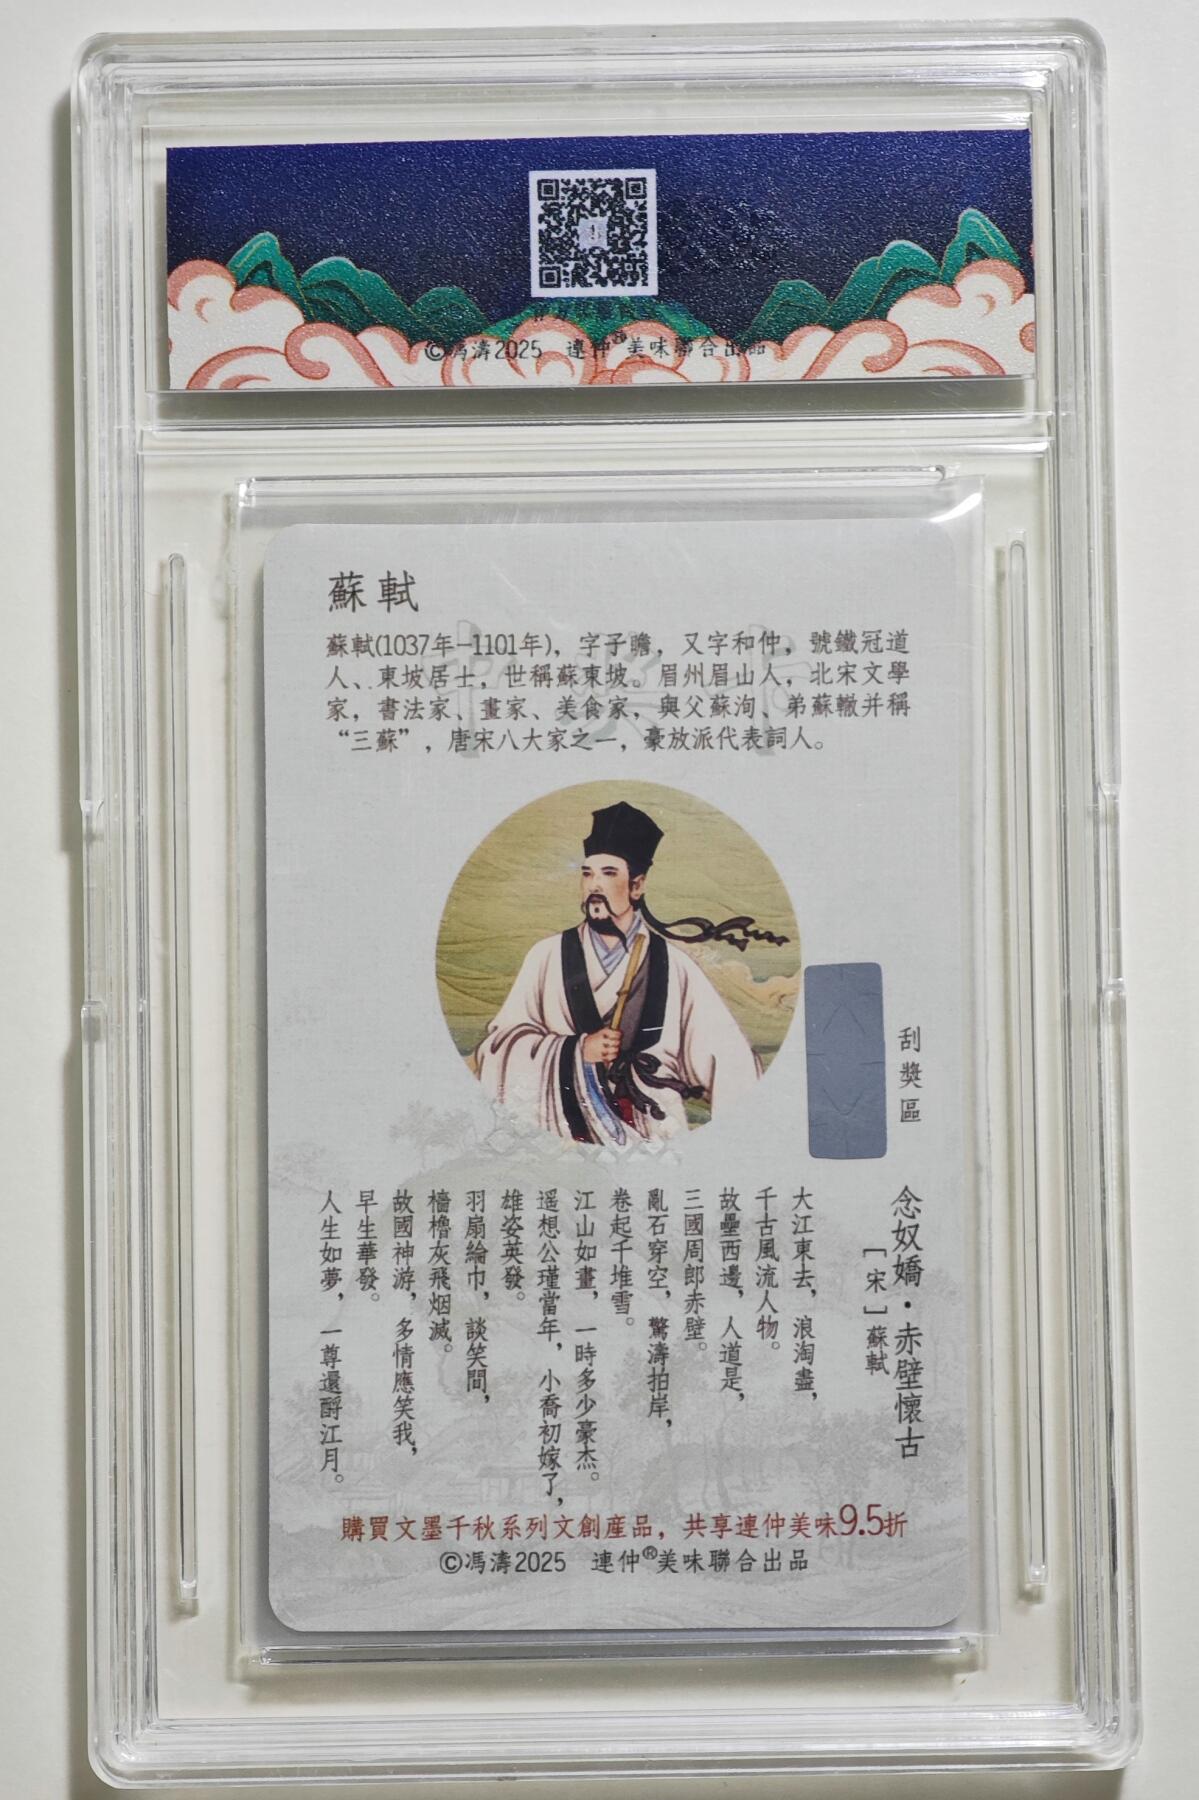 ©馮濤2025 連仲®美味聯合出品
蘇軾
蘇軾(1037年-1101年)，字子瞻，又字和仲，號鐵冠道
人、東坡居士，世稱蘇東坡。眉州眉山人，北宋文學
家，書法家、畫家、美食家，與父蘇洵、弟蘇轍并稱
“三蘇”，唐宋八大家之一，豪放派代表詞人。
刮獎區
念奴嬌·赤壁懷古
［宋］蘇軾
大江東去，浪淘盡，
千古風流人物。
故壘西邊，人道是，
三國周郎赤壁。
亂石穿空，驚濤拍岸，
卷起千堆雪。
江山如畫，一時多少豪杰。
遥想公瑾當年，小喬初嫁了，
雄姿英發。
羽扇綸巾，談笑間，
檣櫓灰飛烟滅。
故國神游，多情應笑我，
早生華發。
人生如夢，一尊還酹江月。
購買文墨千秋系列文創産品，共享連仲美味9.5折
©馮濤2025 連仲®美味聯合出品